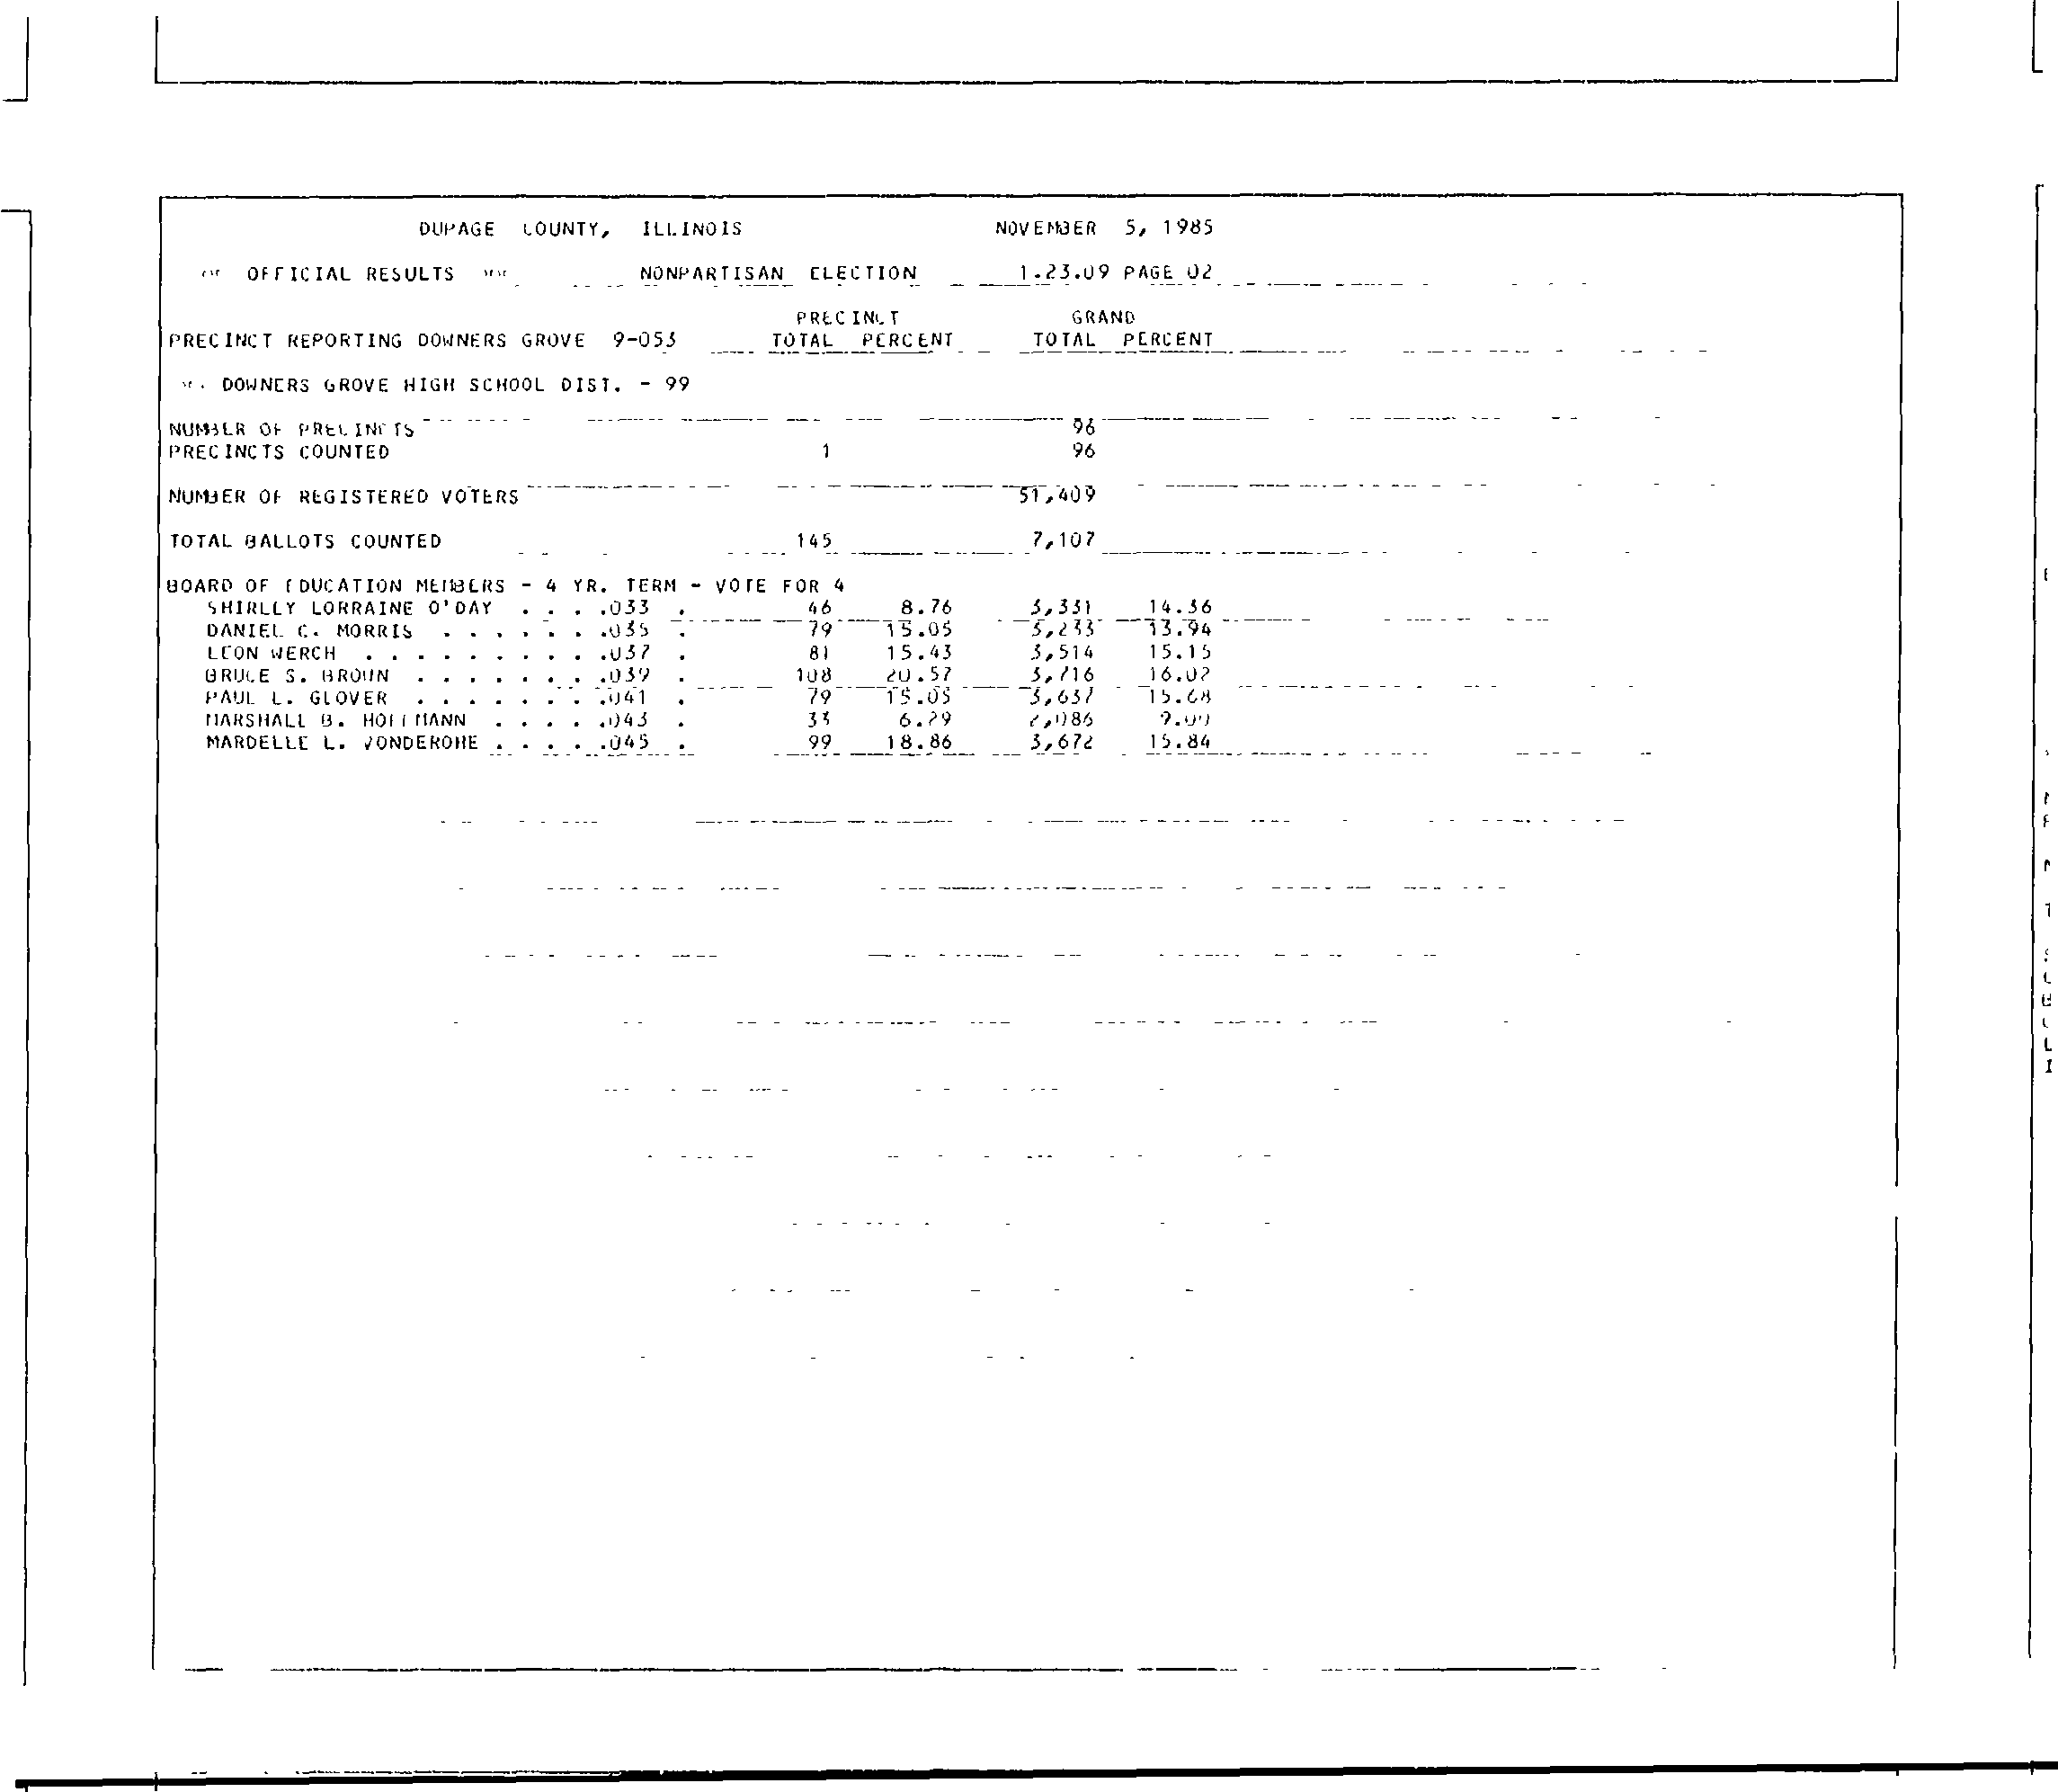 DUPAGE COUNTY, ILLINOIS NOVEMBER 5, 1985
OFFICIAL RESULTS NONPARTISAN ELECTION 1.23.09 PAGE 02
PRECINCT GRAND
PRECINCT REPORTING DOWNERS GROVE 9-053 TOTAL PERCENT TOTAL PERCENT
DOWNERS GROVE HIGH SCHOOL DIST. - 99
NUMBER OF PRECINCTS 96
PRECINCTS COUNTED 1 96
NUMBER OF REGISTERED VOTERS 51,409
TOTAL BALLOTS COUNTED 145 7,107
BOARD OF EDUCATION MEMBERS - 4 YR. TERM - VOTE FOR 4
SHIRLEY LORRAINE O'DAY . . . .033 . 46 8.76 3,331 14.36
DANIEL C. MORRIS . . . . . . .035 . 79 15.05 3,233 13.94
LEON WERCH . . . . . . . . . .037 . 81 15.43 3,514 15.15
BRUCE S. BROWN . . . . . . . .039 . 108 20.57 3,716 16.02
PAUL L. GLOVER . . . . . . . .041 . 79 15.05 3,637 15.68
MARSHALL B. HOFFMANN . . . . .043 . 33 6.29 2,086 9.00
MARDELLE L. VONDEROHE . . . . .045 . 99 18.86 3,672 15.84